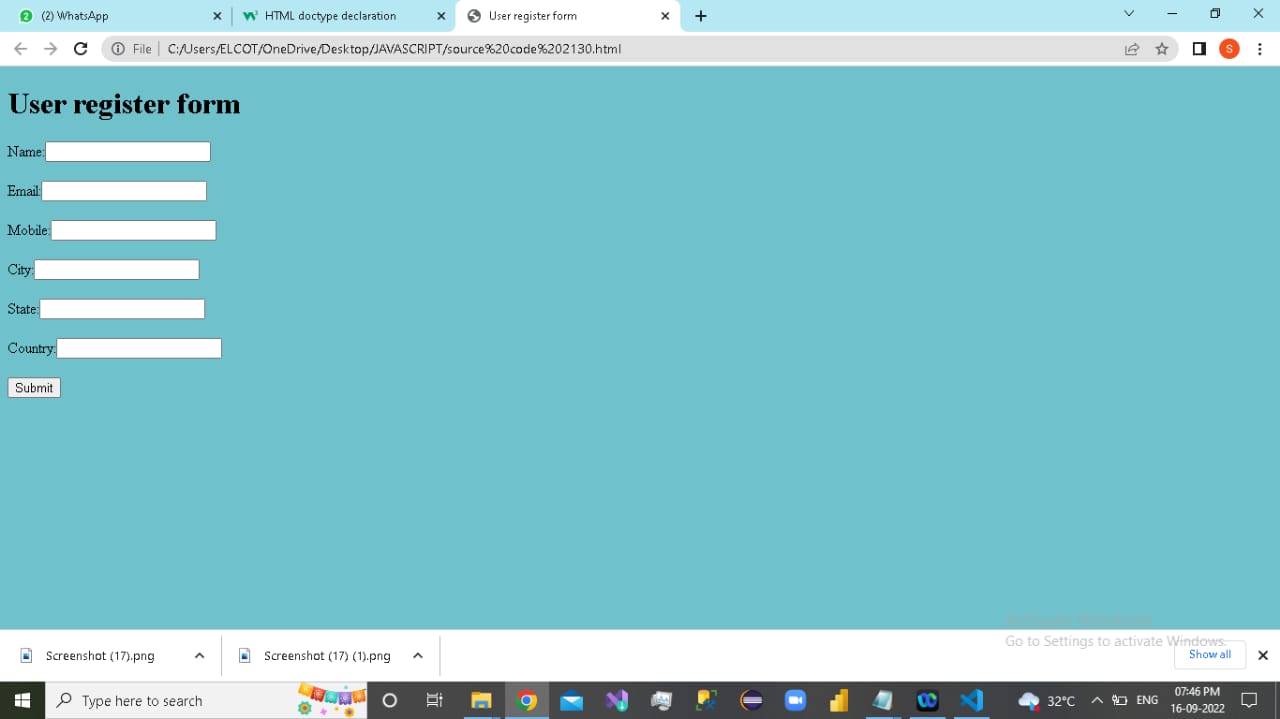 (2) WhatsApp
HTML doctype declaration
User register form
File
C:/Users/ELCOT/OneDrive/Desktop/JAVASCRIPT/source%20code%202130.html
S
User register form
Name:
Email:
Mobile:
City:
State:
Country:
Submit
Go to Settings to activate Windows.
Screenshot (17).png
Screenshot (17) (1).png
Show all
Type here to search
32°C
ENG
07:46 PM
16-09-2022